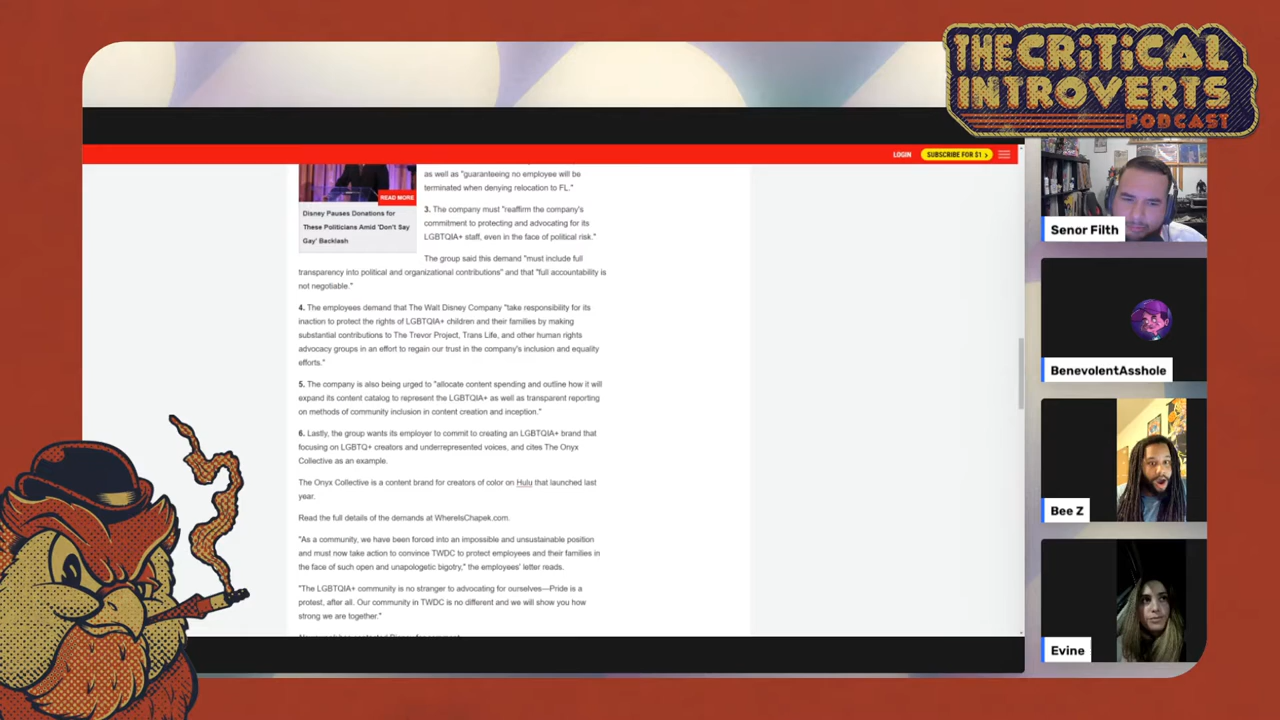 THE CRiTiCAL
INTROVERTS
PODCAST
LOGIN
SUBSCRIBE FOR $1 >
READ MORE
Disney Pauses Donations for
These Politicians Amid 'Don't Say
Gay' Backlash
as well as "guaranteeing no employee will be
terminated when denying relocation to FL."
3. The company must "reaffirm the company's
commitment to protecting and advocating for its
LGBTQIA+ staff, even in the face of political risk."
The group said this demand "must include full
transparency into political and organizational contributions" and that "full accountability is
not negotiable."
4. The employees demand that The Walt Disney Company "take responsibility for its
inaction to protect the rights of LGBTQIA+ children and their families by making
substantial contributions to The Trevor Project, Trans Life, and other human rights
advocacy groups in an effort to regain our trust in the company's inclusion and equality
efforts."
5. The company is also being urged to "allocate content spending and outline how it will
expand its content catalog to represent the LGBTQIA+ as well as transparent reporting
on methods of community inclusion in content creation and inception."
6. Lastly, the group wants its employer to commit to creating an LGBTQIA+ brand that
focusing on LGBTQ+ creators and underrepresented voices, and cites The Onyx
Collective as an example.
The Onyx Collective is a content brand for creators of color on Hulu that launched last
year.
Read the full details of the demands at WhereIsChapek.com.
"As a community, we have been forced into an impossible and unsustainable position
and must now take action to convince TWDC to protect employees and their families in
the face of such open and unapologetic bigotry," the employees' letter reads.
"The LGBTQIA+ community is no stranger to advocating for ourselves—Pride is a
protest, after all. Our community in TWDC is no different and we will show you how
strong we are together."
Senor Filth
BenevolentAsshole
Bee Z
Evine